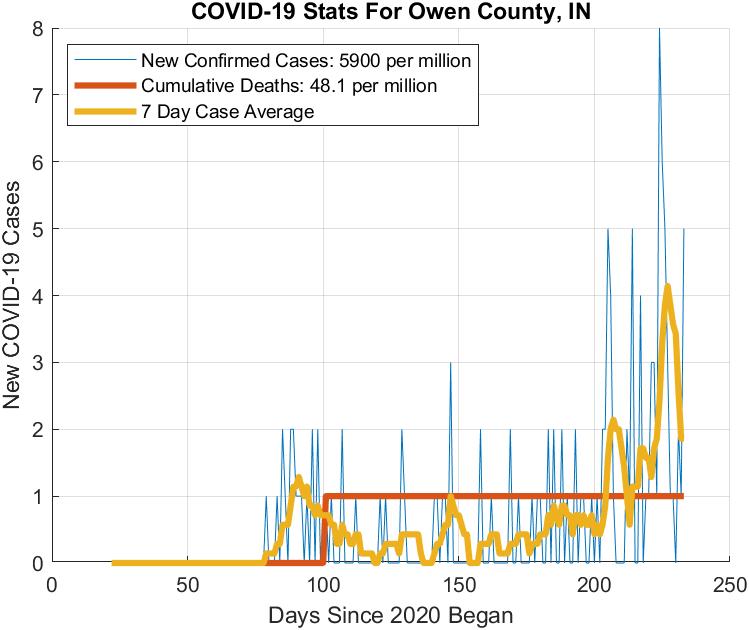 COVID-19 Stats For Owen County, IN
New Confirmed Cases: 5900 per million
Cumulative Deaths: 48.1 per million
7 Day Case Average
New COVID-19 Cases
8
7
6
5
4
3
2
1
0
0 50 100 150 200 250
Days Since 2020 Began